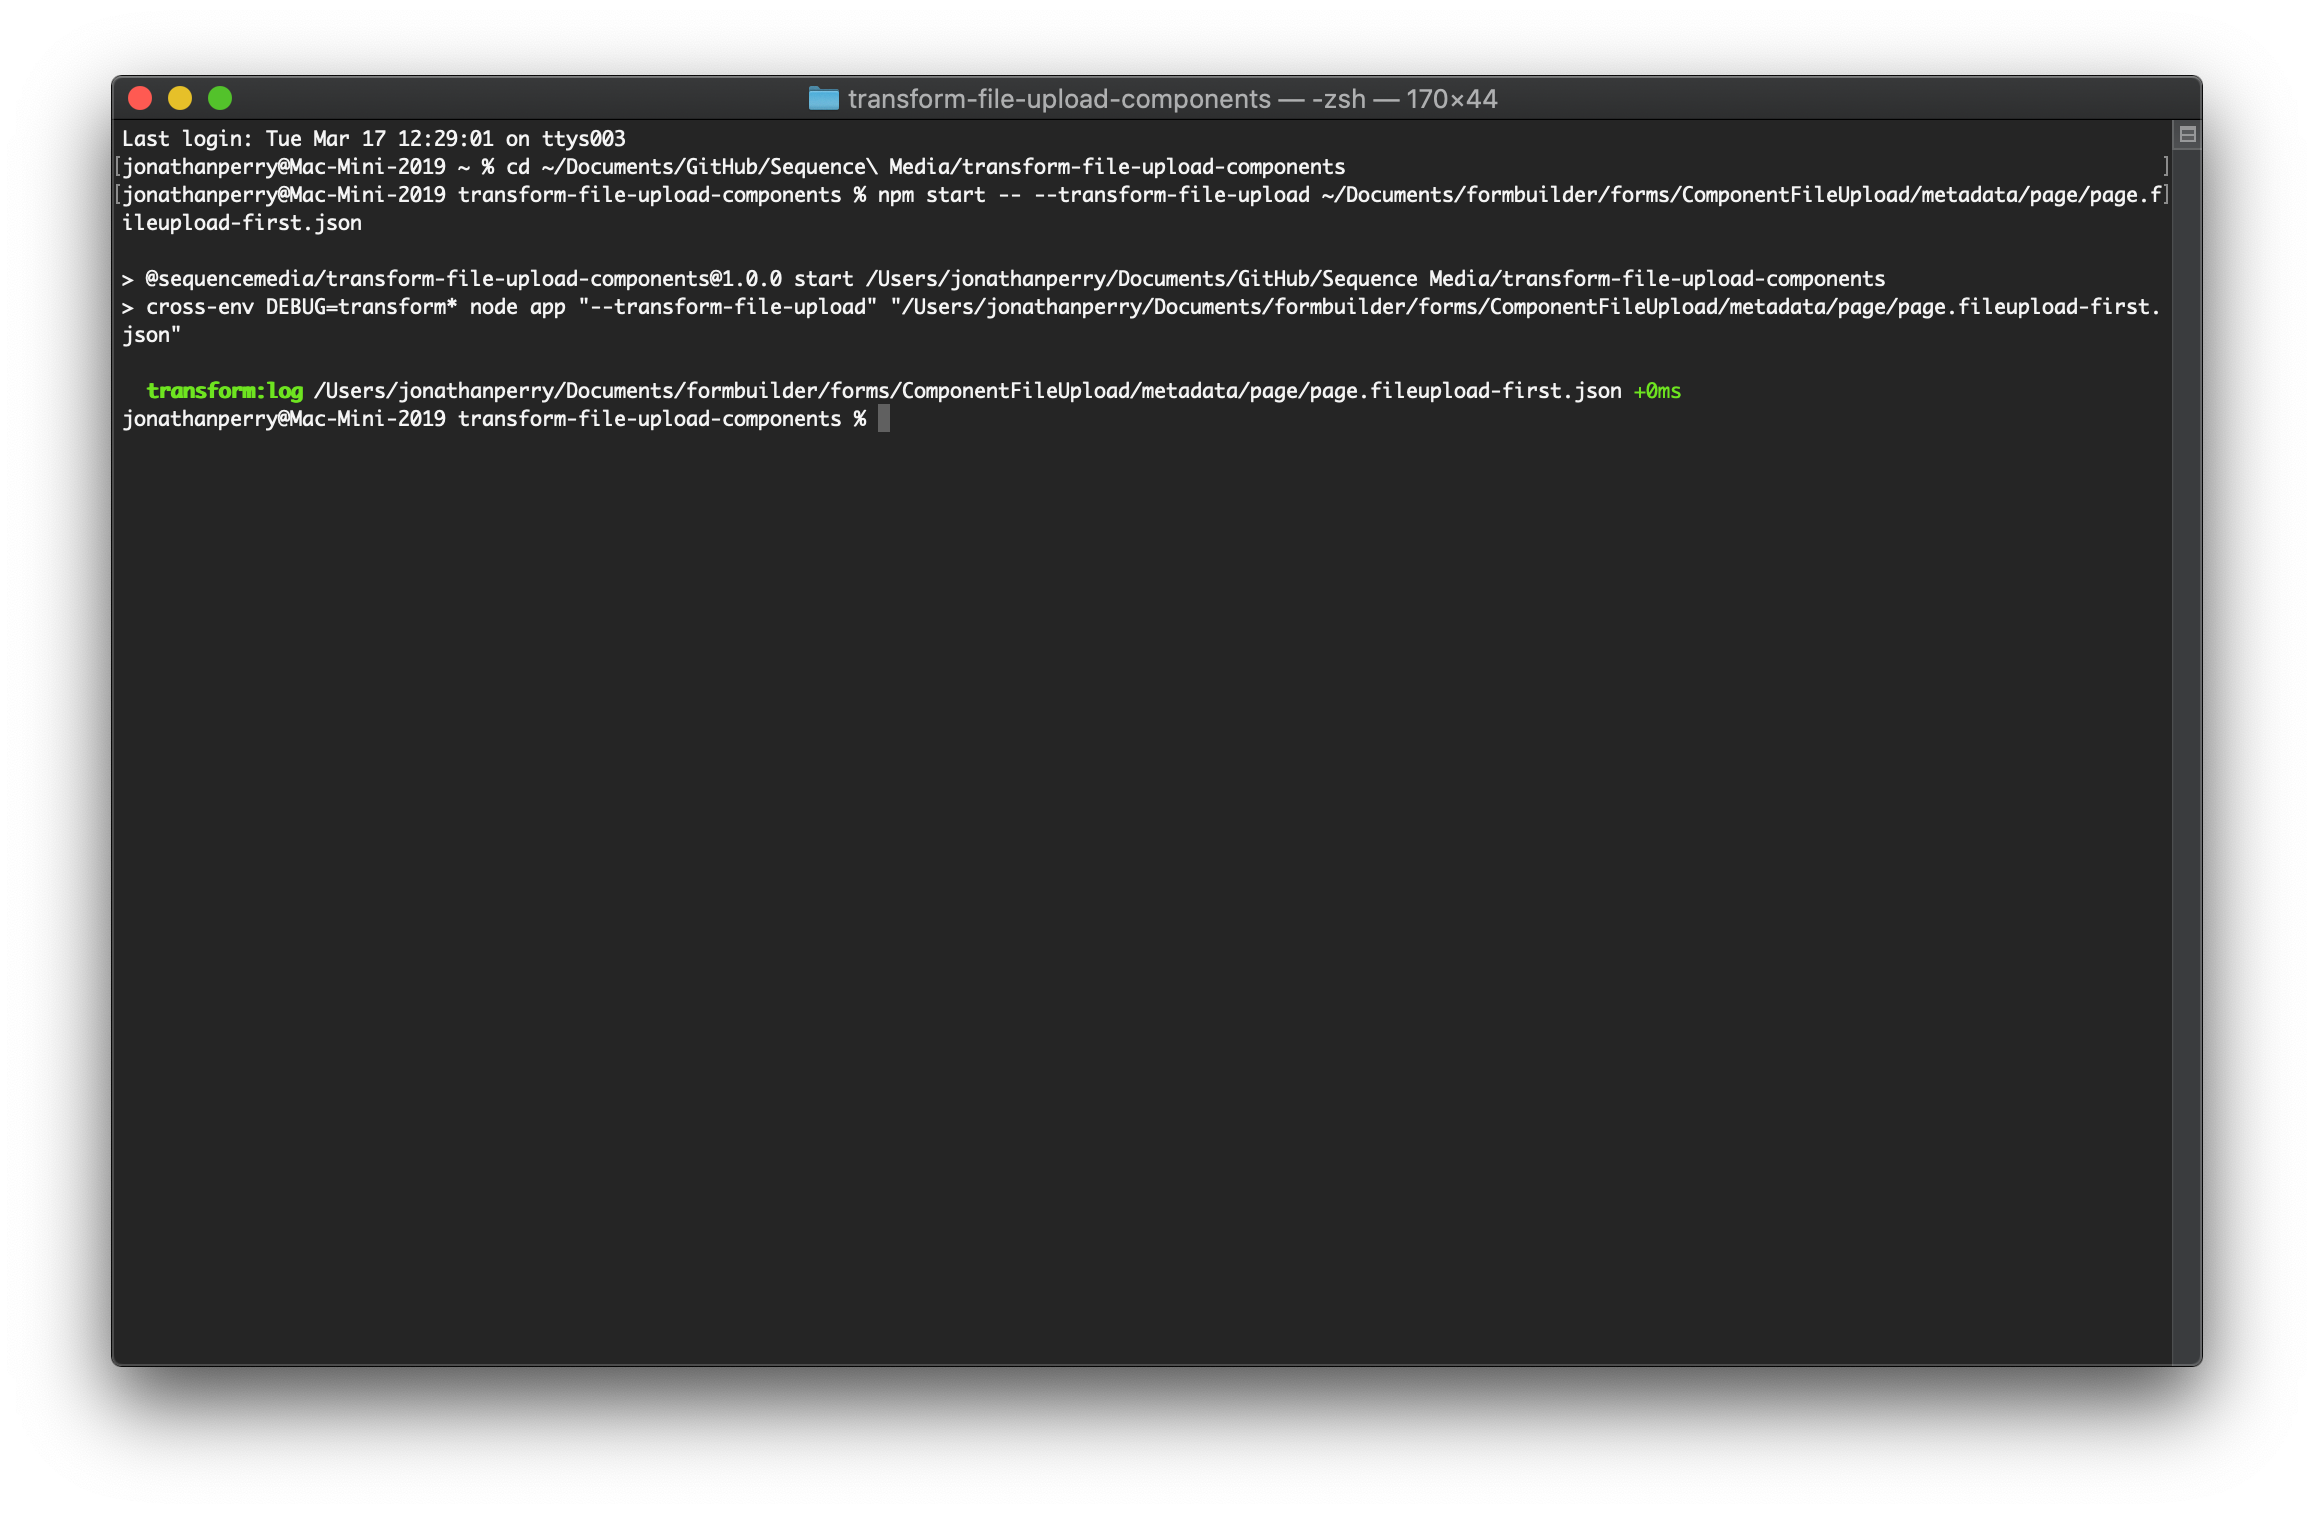 transform-file-upload-components — -zsh — 170×44
Last login: Tue Mar 17 12:29:01 on ttys003
[jonathanperry@Mac-Mini-2019 ~ % cd ~/Documents/GitHub/Sequence\ Media/transform-file-upload-components ]
[jonathanperry@Mac-Mini-2019 transform-file-upload-components % npm start -- --transform-file-upload ~/Documents/formbuilder/forms/ComponentFileUpload/metadata/page/page.f]
ileupload-first.json
> @sequencemedia/transform-file-upload-components@1.0.0 start /Users/jonathanperry/Documents/GitHub/Sequence Media/transform-file-upload-components
> cross-env DEBUG=transform* node app "--transform-file-upload" "/Users/jonathanperry/Documents/formbuilder/forms/ComponentFileUpload/metadata/page/page.fileupload-first.
json"
transform:log /Users/jonathanperry/Documents/formbuilder/forms/ComponentFileUpload/metadata/page/page.fileupload-first.json +0ms
jonathanperry@Mac-Mini-2019 transform-file-upload-components %